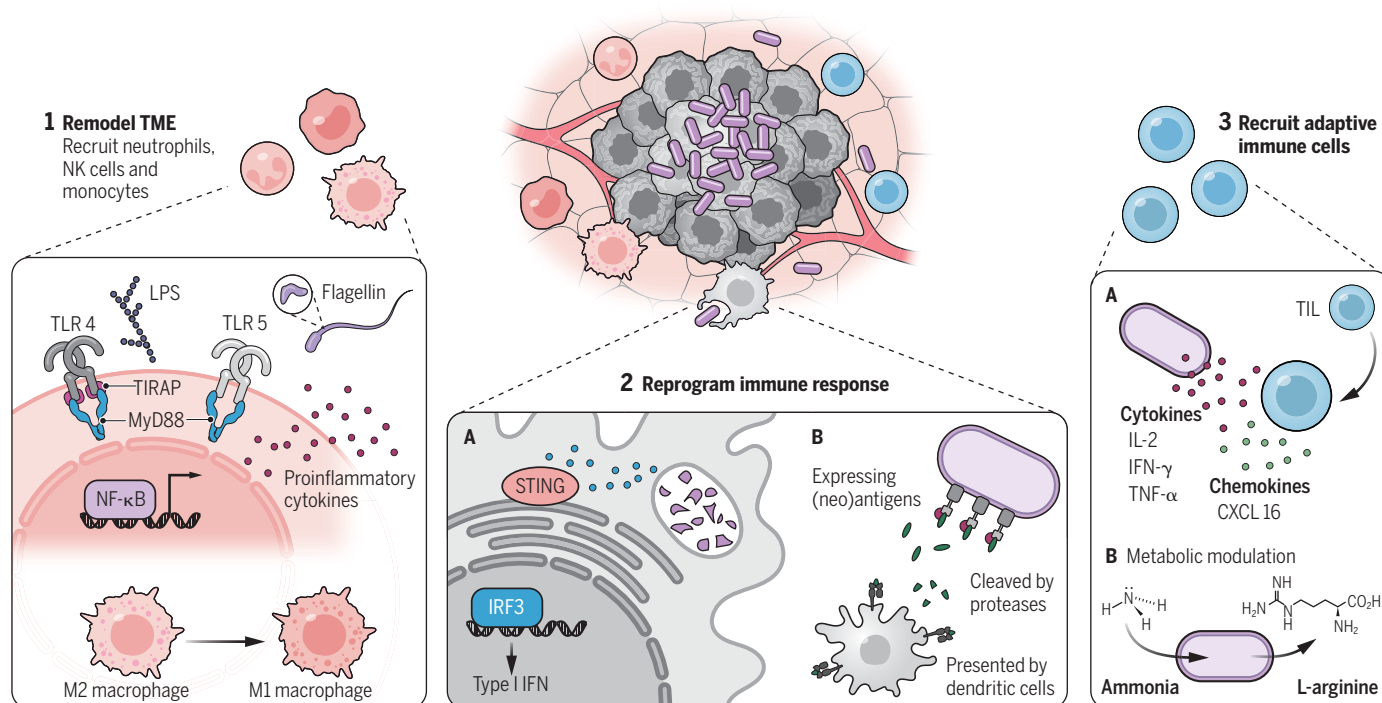 1 Remodel TME
Recruit neutrophils,
NK cells and
monocytes
LPS
Flagellin
TLR 4
TLR 5
TIRAP
MyD88
Proinflammatory
cytokines
NF-κB
M2 macrophage
M1 macrophage
2 Reprogram immune response
A
STING
IRF3
Type I IFN
B
Expressing
(neo)antigens
Cleaved by
proteases
Presented by
dendritic cells
3 Recruit adaptive
immune cells
A
TIL
Cytokines
IL-2
IFN-γ
TNF-α
Chemokines
CXCL 16
B Metabolic modulation
N
H
H
H
Ammonia
NH
H₂N
N
H
CO₂H
NH₂
L-arginine